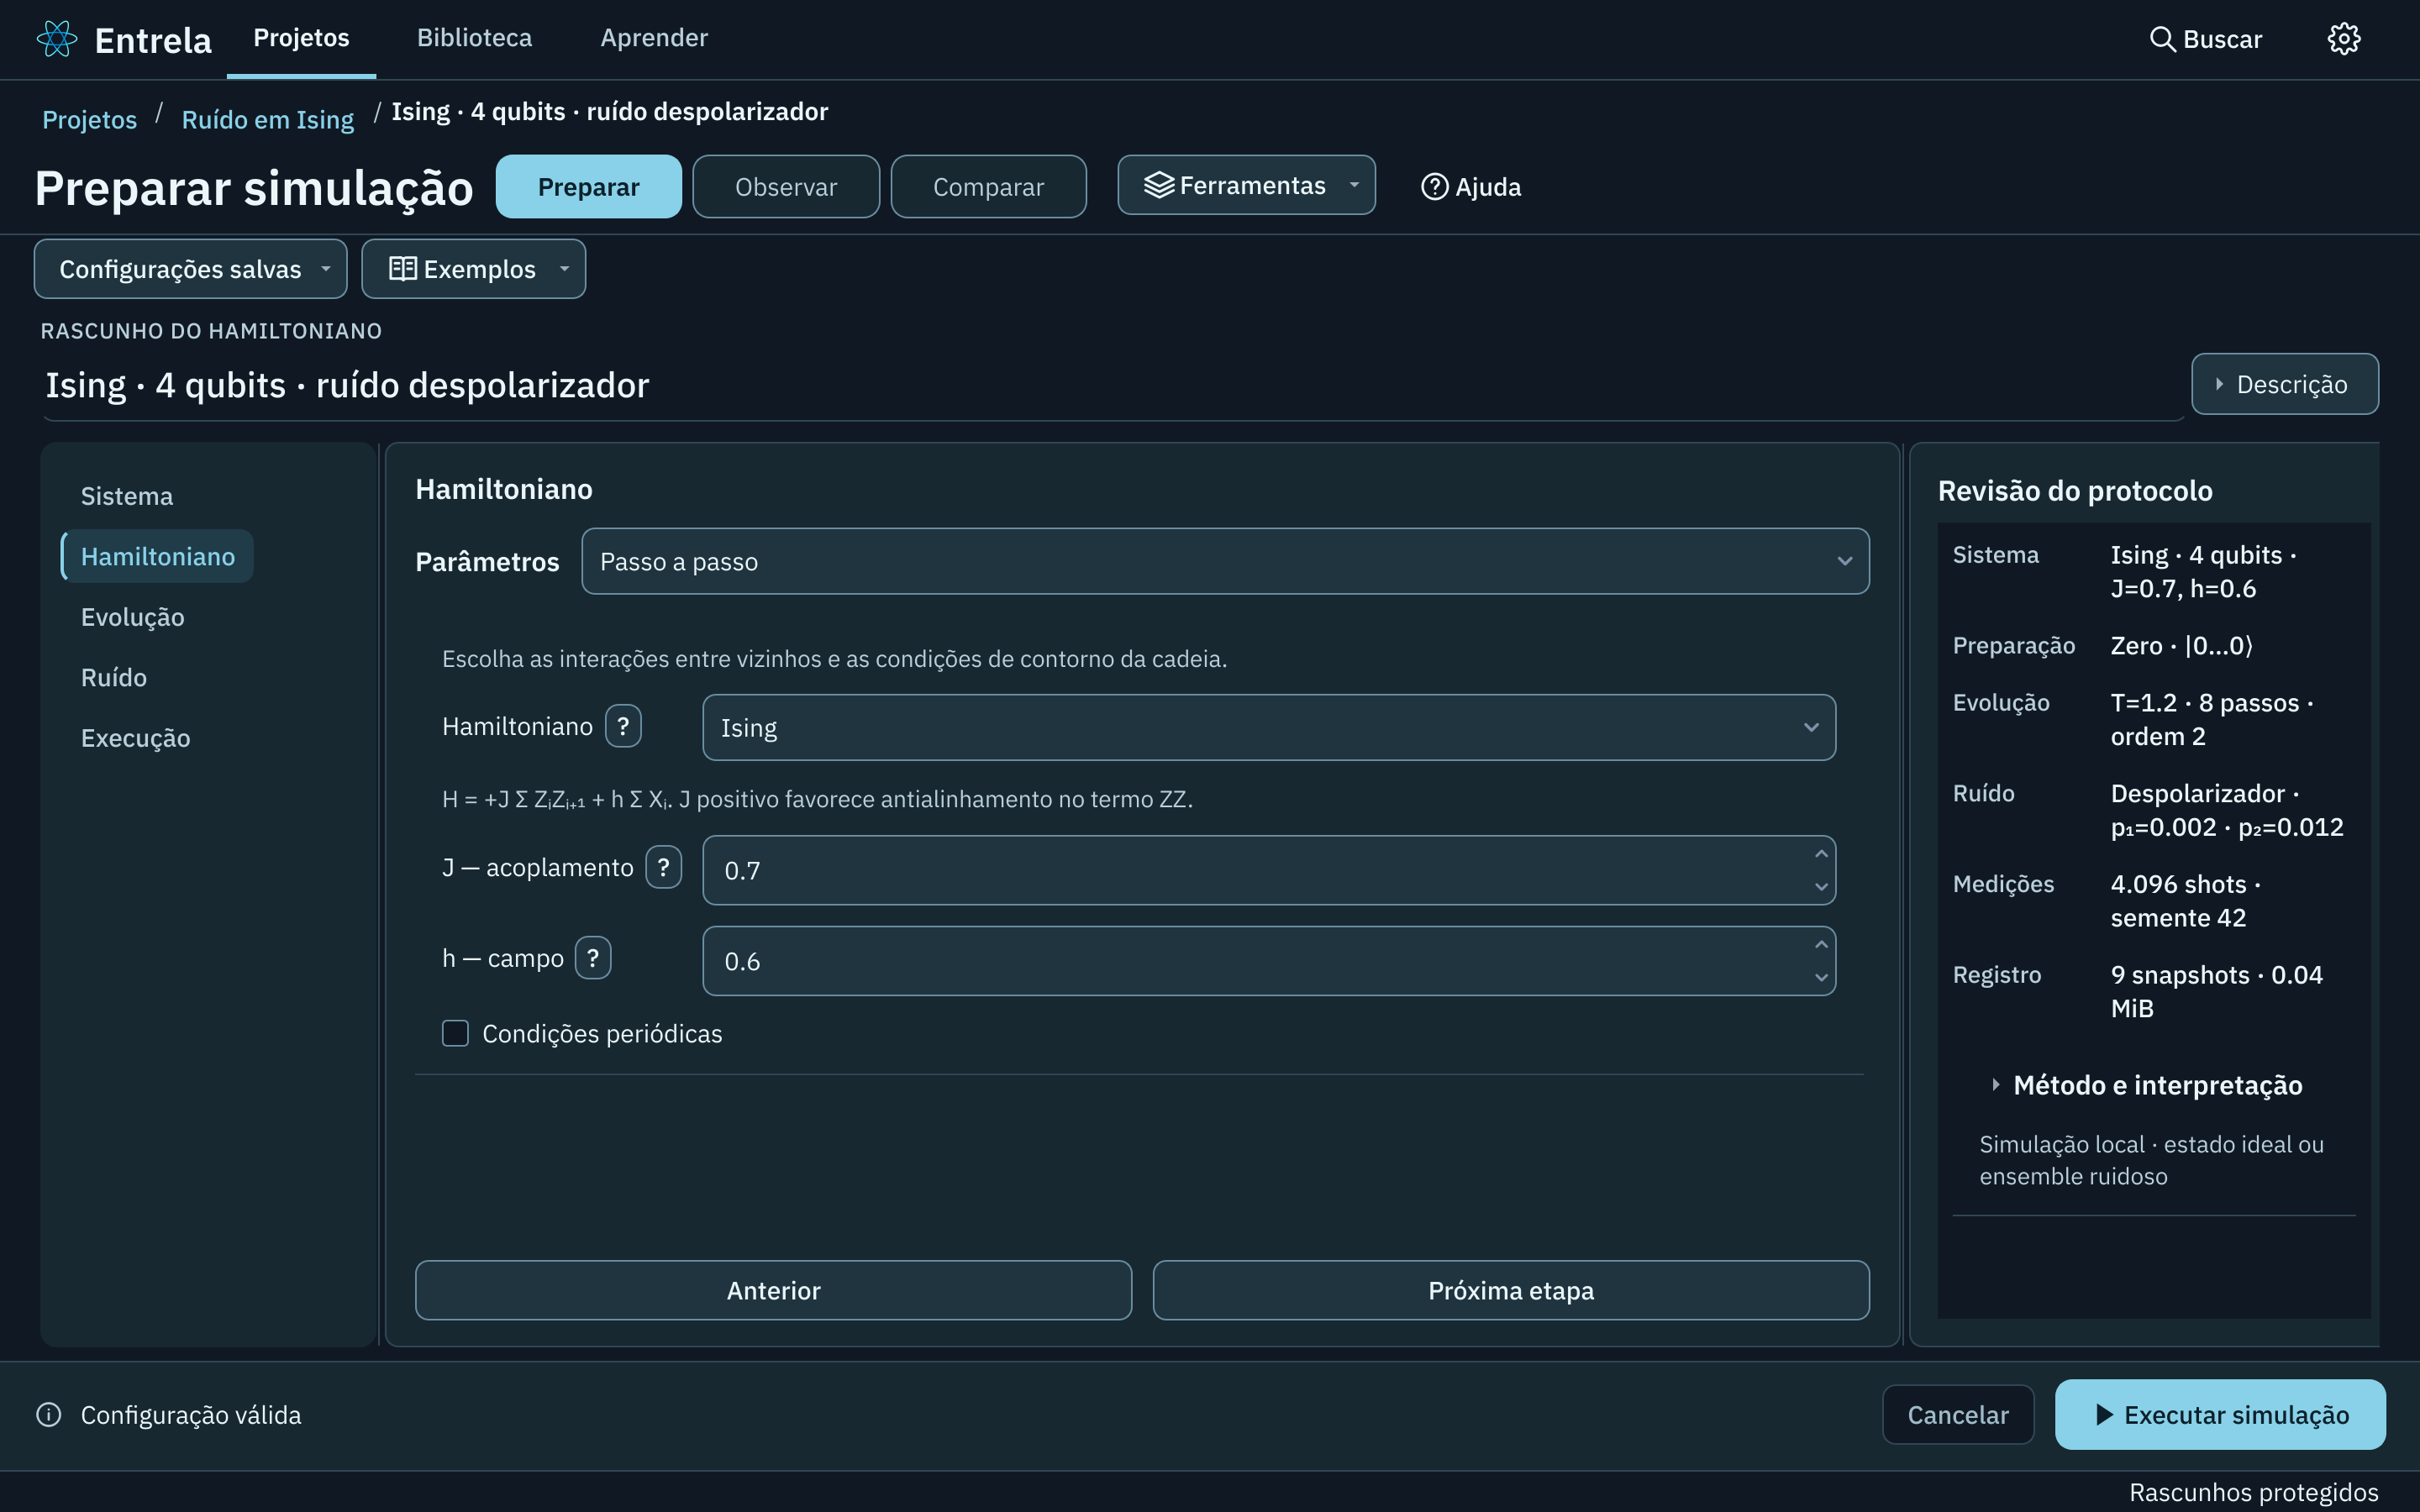 Entrela
Projetos
Biblioteca
Aprender
Buscar
Projetos / Ruído em Ising / Ising · 4 qubits · ruído despolarizador
Preparar simulação
Preparar
Observar
Comparar
Ferramentas
Ajuda
Configurações salvas
Exemplos
RASCUNHO DO HAMILTONIANO
Ising · 4 qubits · ruído despolarizador
Descrição
Sistema
Hamiltoniano
Evolução
Ruído
Execução
Hamiltoniano
Parâmetros
Passo a passo
Escolha as interações entre vizinhos e as condições de contorno da cadeia.
Hamiltoniano ?
Ising
H = +J Σ ZᵢZᵢ₊₁ + h Σ Xᵢ. J positivo favorece antialinhamento no termo ZZ.
J — acoplamento ?
0.7
h — campo ?
0.6
Condições periódicas
Anterior
Próxima etapa
Revisão do protocolo
Sistema
Ising · 4 qubits ·
J=0.7, h=0.6
Preparação
Zero · |0…0⟩
Evolução
T=1.2 · 8 passos ·
ordem 2
Ruído
Despolarizador ·
p₁=0.002 · p₂=0.012
Medições
4.096 shots ·
semente 42
Registro
9 snapshots · 0.04
MiB
Método e interpretação
Simulação local · estado ideal ou
ensemble ruidoso
Configuração válida
Cancelar
Executar simulação
Rascunhos protegidos